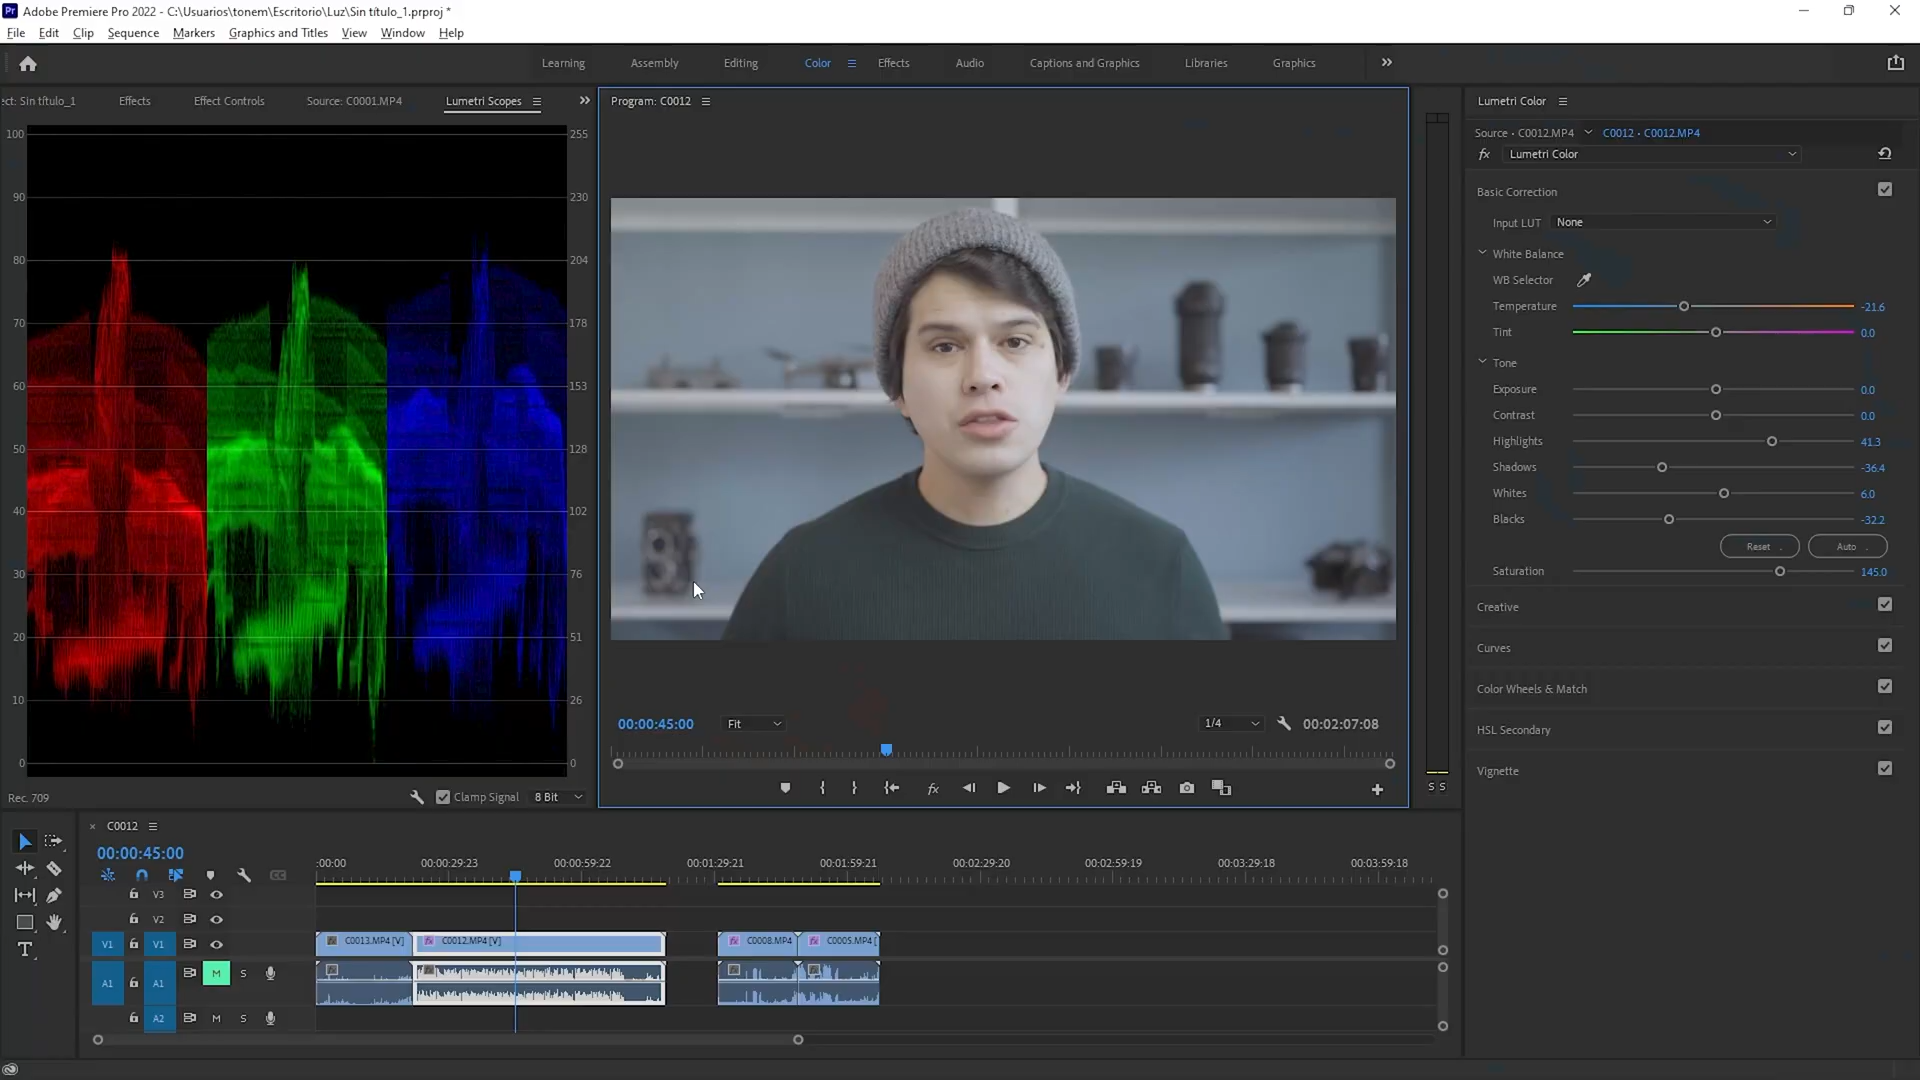 Adobe Premiere Pro 2022 - C:\Usuarios\tonem\Escritorio\Luz\Sin título_1.prproj *
File Edit Clip Sequence Markers Graphics and Titles View Window Help
Learning Assembly Editing Color Effects Audio Captions and Graphics Libraries Graphics
ect: Sin título_1 Effects Effect Controls Source: C0001.MP4 Lumetri Scopes
Program: C0012
Lumetri Color
Source • C0012.MP4 C0012 • C0012.MP4
fx Lumetri Color
Basic Correction
Input LUT None
White Balance
WB Selector
Temperature -21.6
Tint 0.0
Tone
Exposure 0.0
Contrast 0.0
Highlights 41.3
Shadows -36.4
Whites 6.0
Blacks -32.2
Reset Auto
Saturation 145.0
Creative
Curves
Color Wheels & Match
HSL Secondary
Vignette
100 255
90 230
80 204
70 178
60 153
50 128
40 102
30 76
20 51
10 26
0 0
Rec. 709 Clamp Signal 8 Bit
00:00:45:00 Fit 1/4 00:02:07:08
fx
S S
C0012
00:00:45:00
:00:00 00:00:29:23 00:00:59:22 00:01:29:21 00:01:59:21 00:02:29:20 00:02:59:19 00:03:29:18 00:03:59:18
V3
V2
V1 V1 C0013.MP4 [V] C0012.MP4 [V] C0008.MP4 C0005.MP4 [
A1 A1 M S
A2 M S